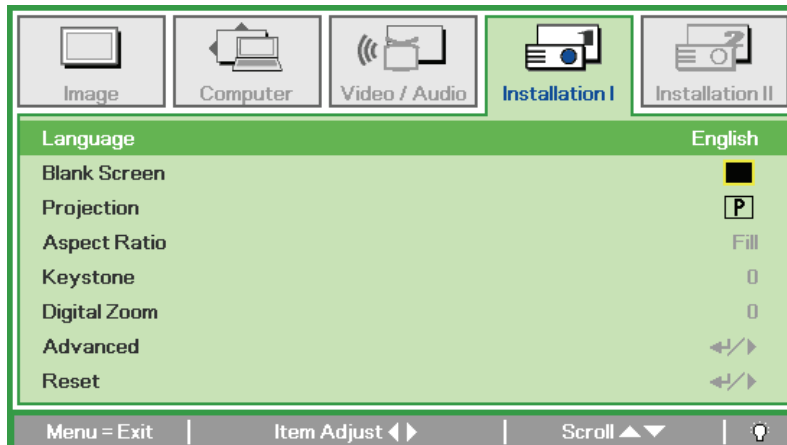 Image Computer Video / Audio Installation I Installation II
Language English
Blank Screen
Projection P
Aspect Ratio Fill
Keystone 0
Digital Zoom 0
Advanced
Reset
Menu = Exit Item Adjust Scroll